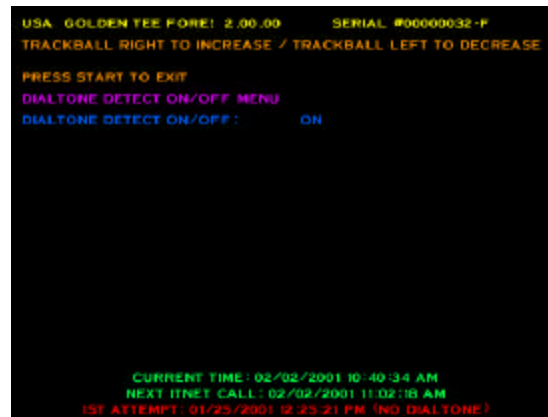 USA GOLDEN TEE FORE! 2.00.00 SERIAL #00000032-F
TRACKBALL RIGHT TO INCREASE / TRACKBALL LEFT TO DECREASE
PRESS START TO EXIT
DIALTONE DETECT ON/OFF MENU
DIALTONE DETECT ON/OFF: ON
CURRENT TIME: 02/02/2001 10:40:34 AM
NEXT ITNET CALL: 02/02/2001 11:02:18 AM
1ST ATTEMPT: 01/25/2001 12:25:21 PM (NO DIALTONE)